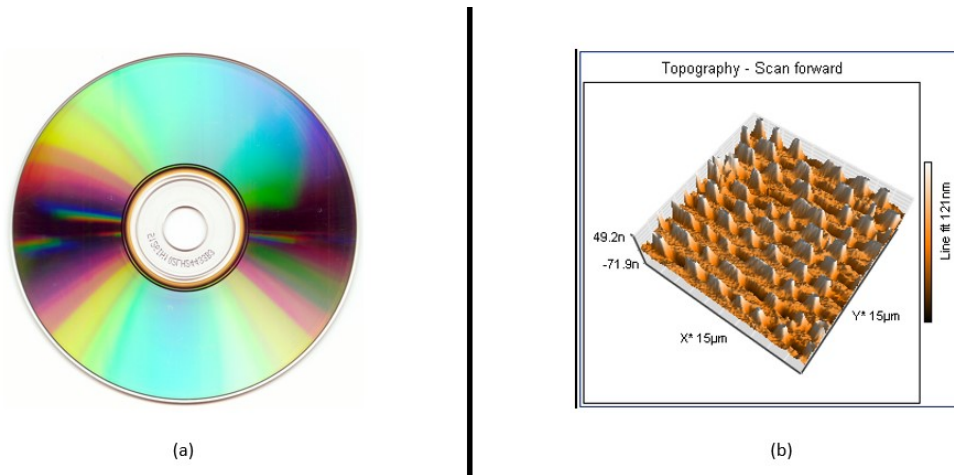 Topography - Scan forward
49.2n
-71.9n
X* 15µm
Y* 15µm
Line fit 121nm
(a)
(b)